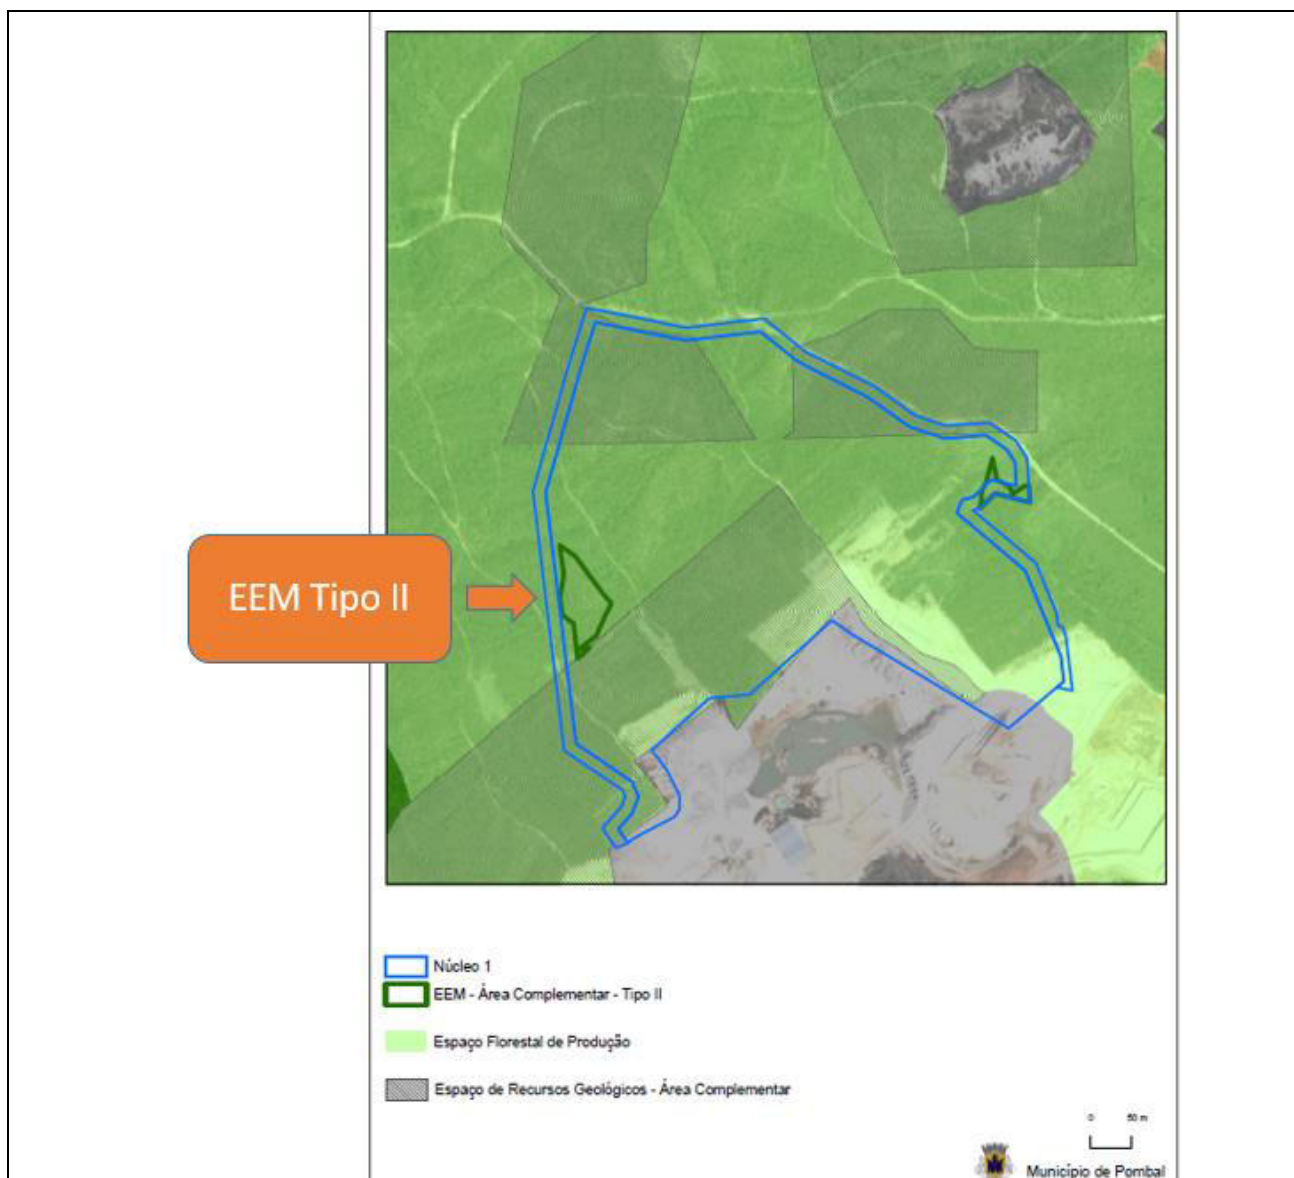 EEM Tipo II
Núcleo 1
EEM - Área Complementar - Tipo II
Espaço Florestal de Produção
Espaço de Recursos Geológicos - Área Complementar
0 50 m
Município de Pombal